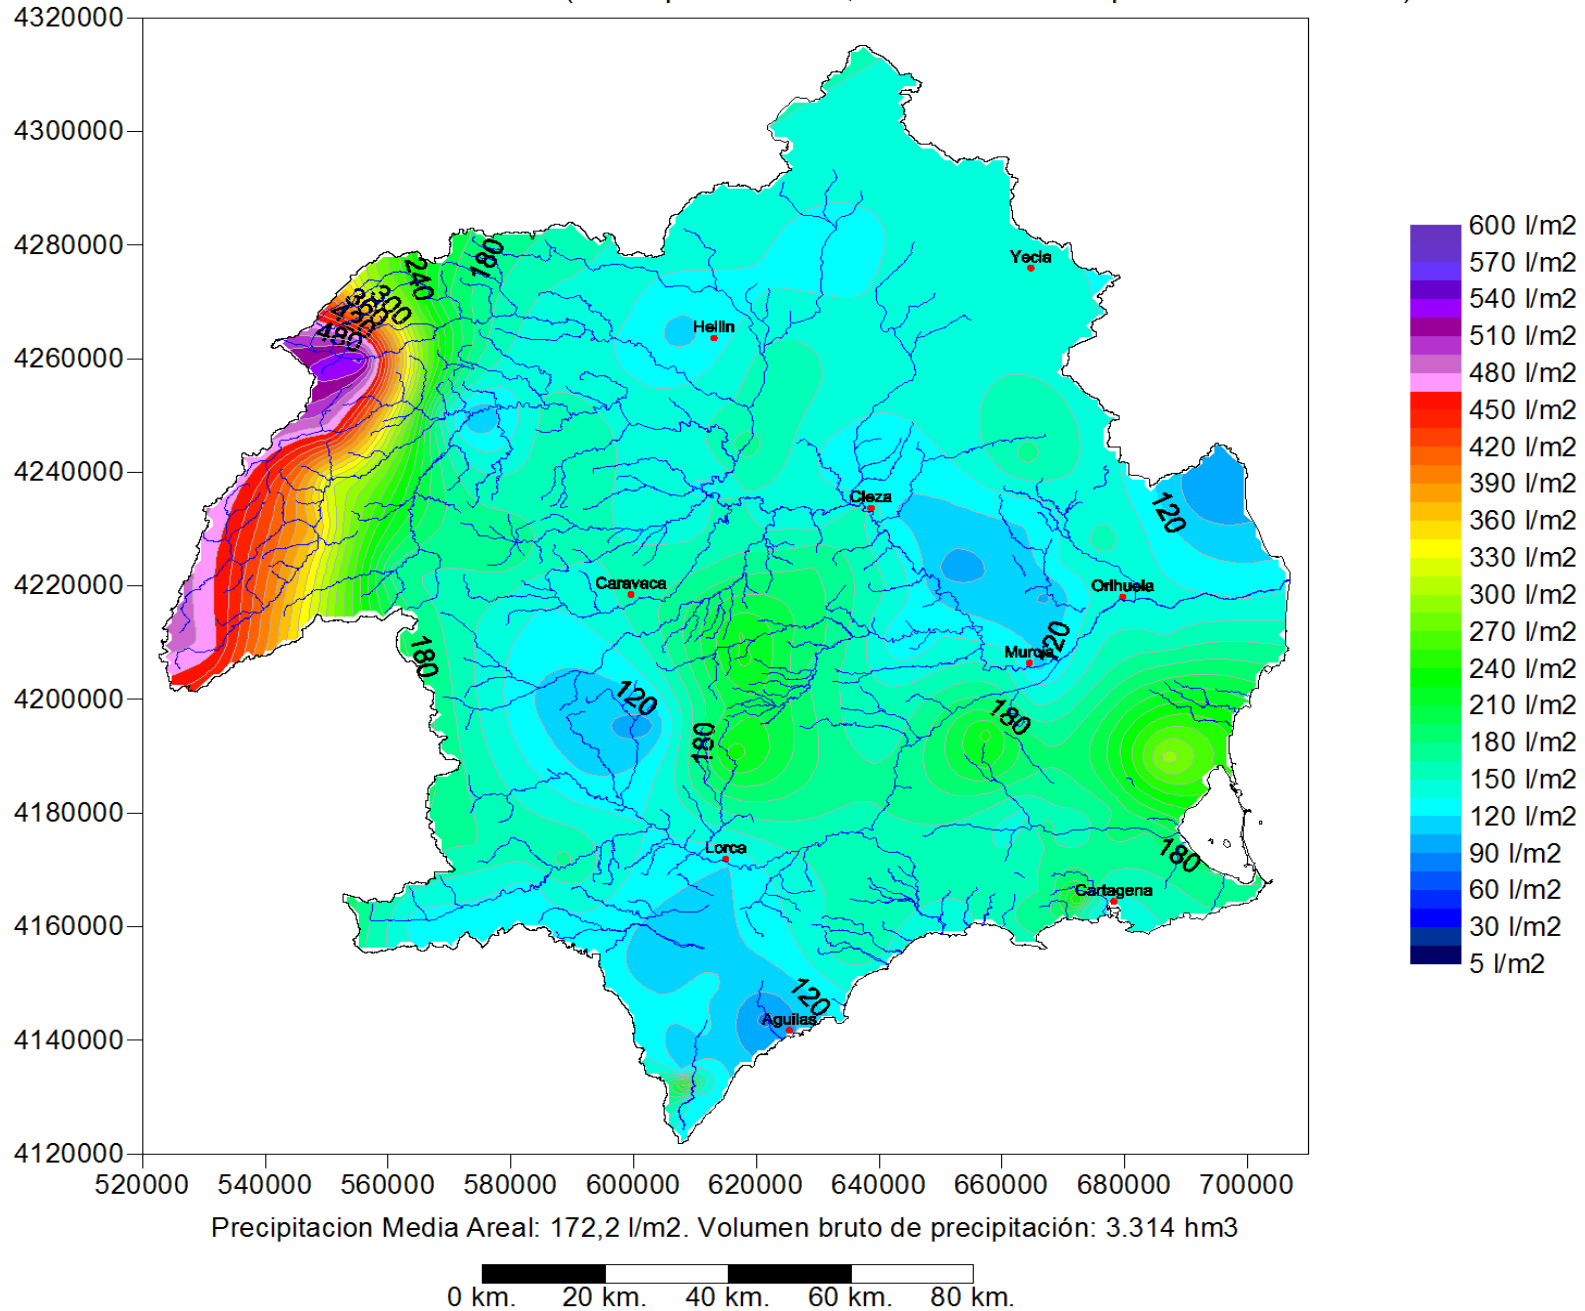 4320000
4300000
4280000
4260000
4240000
4220000
4200000
4180000
4160000
4140000
4120000
520000 540000 560000 580000 600000 620000 640000 660000 680000 700000
180
240
300
480
Yecla
Hellin
Cieza
120
Caravaca
Orihuela
180
120
Murcia
120
180
180
Lorca
180
Cartagena
120
Aguilas
600 l/m2
570 l/m2
540 l/m2
510 l/m2
480 l/m2
450 l/m2
420 l/m2
390 l/m2
360 l/m2
330 l/m2
300 l/m2
270 l/m2
240 l/m2
210 l/m2
180 l/m2
150 l/m2
120 l/m2
90 l/m2
60 l/m2
30 l/m2
5 l/m2
Precipitacion Media Areal: 172,2 l/m2. Volumen bruto de precipitación: 3.314 hm3
0 km. 20 km. 40 km. 60 km. 80 km.